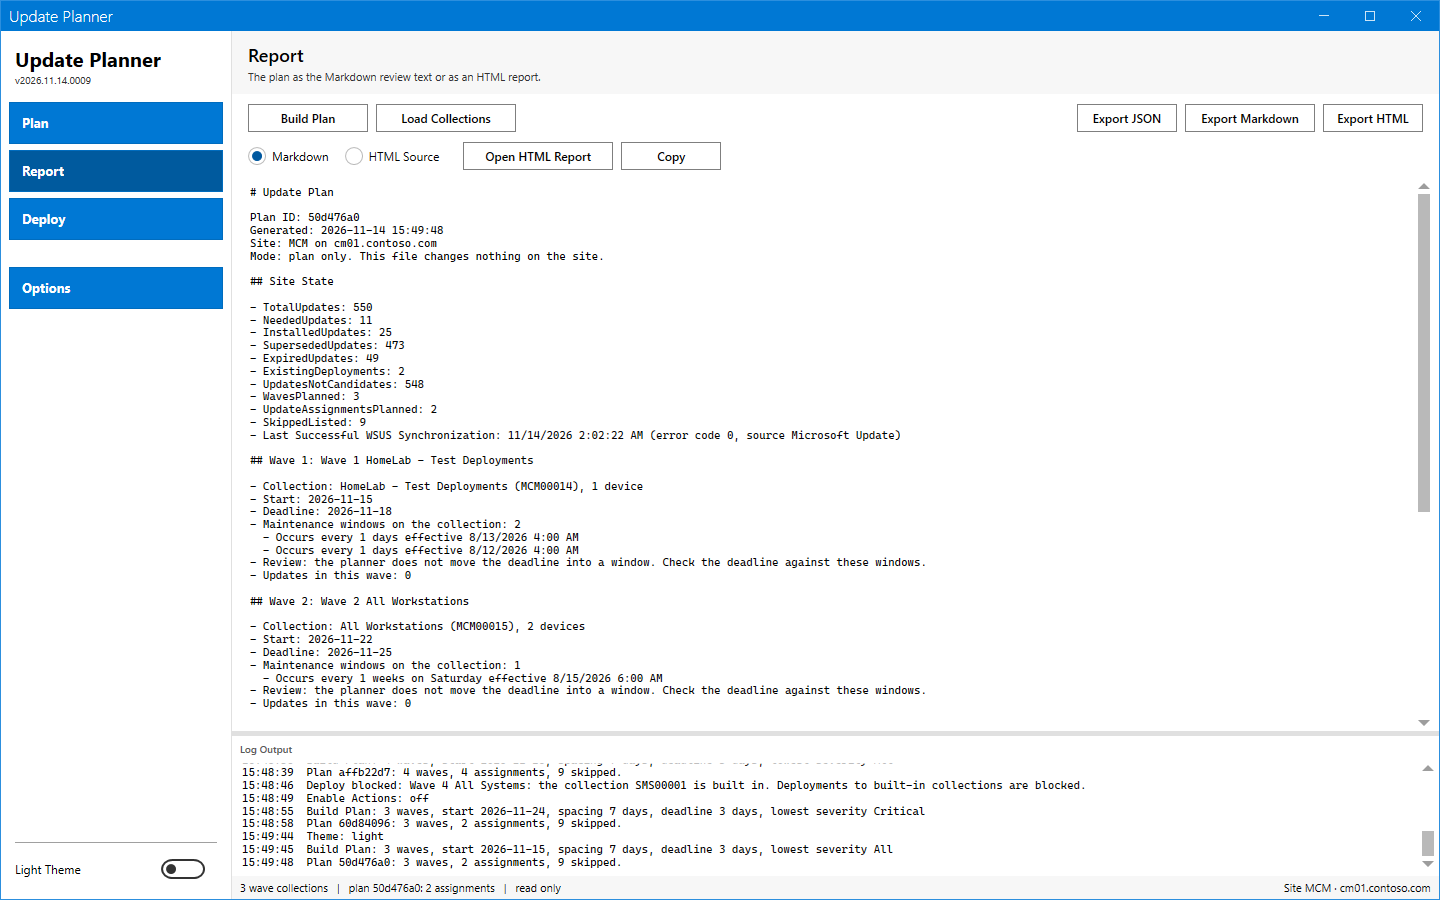 Update Planner
Update Planner
v2026.11.14.0009
Plan
Report
Deploy
Options
Light Theme
Report
The plan as the Markdown review text or as an HTML report.
Build Plan
Load Collections
Export JSON
Export Markdown
Export HTML
Markdown
HTML Source
Open HTML Report
Copy
# Update Plan
Plan ID: 50d476a0
Generated: 2026-11-14 15:49:48
Site: MCM on cm01.contoso.com
Mode: plan only. This file changes nothing on the site.
## Site State
- TotalUpdates: 550
- NeededUpdates: 11
- InstalledUpdates: 25
- SupersededUpdates: 473
- ExpiredUpdates: 49
- ExistingDeployments: 2
- UpdatesNotCandidates: 548
- WavesPlanned: 3
- UpdateAssignmentsPlanned: 2
- SkippedListed: 9
- Last Successful WSUS Synchronization: 11/14/2026 2:02:22 AM (error code 0, source Microsoft Update)
## Wave 1: Wave 1 HomeLab - Test Deployments
- Collection: HomeLab - Test Deployments (MCM00014), 1 device
- Start: 2026-11-15
- Deadline: 2026-11-18
- Maintenance windows on the collection: 2
- Occurs every 1 days effective 8/13/2026 4:00 AM
- Occurs every 1 days effective 8/12/2026 4:00 AM
- Review: the planner does not move the deadline into a window. Check the deadline against these windows.
- Updates in this wave: 0
## Wave 2: Wave 2 All Workstations
- Collection: All Workstations (MCM00015), 2 devices
- Start: 2026-11-22
- Deadline: 2026-11-25
- Maintenance windows on the collection: 1
- Occurs every 1 weeks on Saturday effective 8/15/2026 6:00 AM
- Review: the planner does not move the deadline into a window. Check the deadline against these windows.
- Updates in this wave: 0
Log Output
15:48:39 Plan affb22d7: 4 waves, 4 assignments, 9 skipped.
15:48:46 Deploy blocked: Wave 4 All Systems: the collection SMS00001 is built in. Deployments to built-in collections are blocked.
15:48:49 Enable Actions: off
15:48:55 Build Plan: 3 waves, start 2026-11-24, spacing 7 days, deadline 3 days, lowest severity Critical
15:48:58 Plan 60d84096: 3 waves, 2 assignments, 9 skipped.
15:49:44 Theme: light
15:49:45 Build Plan: 3 waves, start 2026-11-15, spacing 7 days, deadline 3 days, lowest severity All
15:49:48 Plan 50d476a0: 3 waves, 2 assignments, 9 skipped.
3 wave collections | plan 50d476a0: 2 assignments | read only
Site MCM · cm01.contoso.com